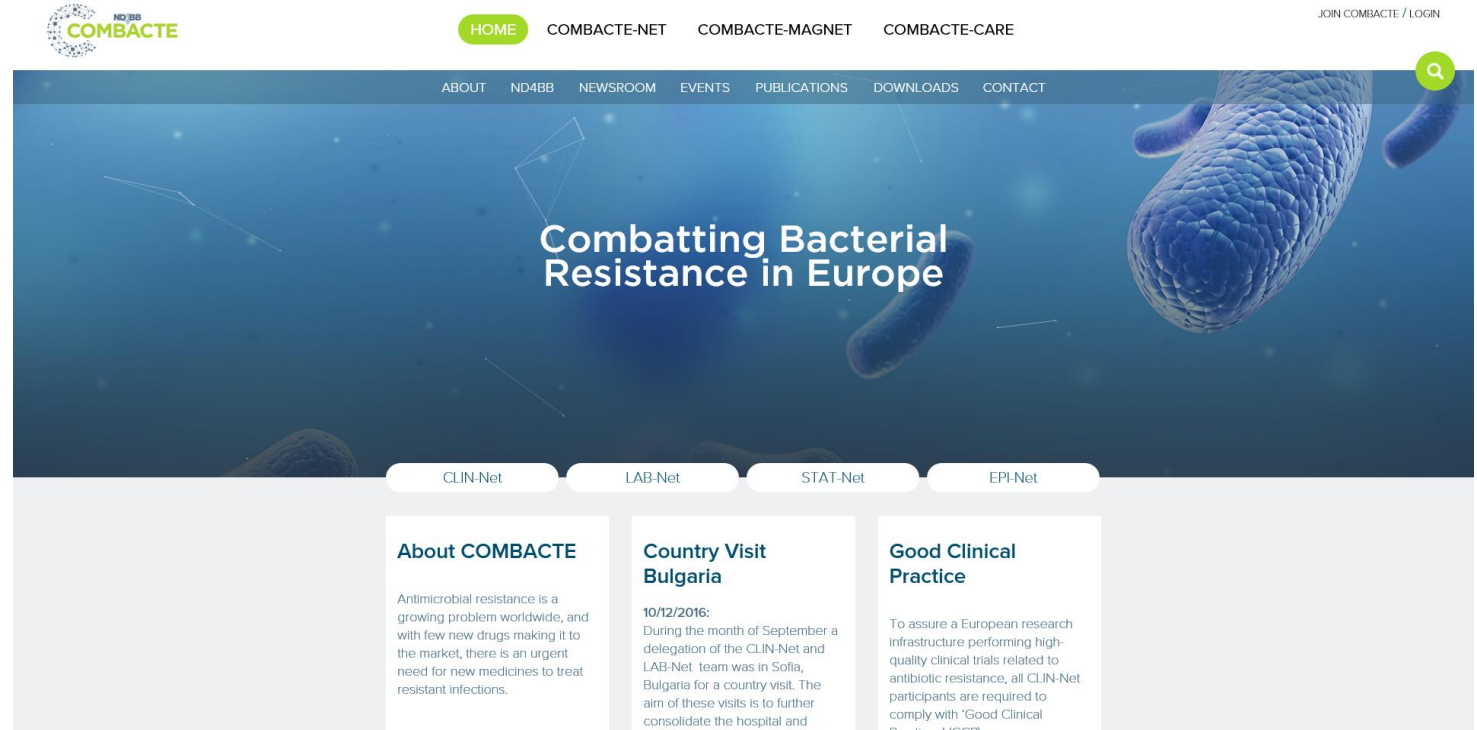 ND4BB
COMBACTE
HOME COMBACTE-NET COMBACTE-MAGNET COMBACTE-CARE
JOIN COMBACTE / LOGIN
ABOUT ND4BB NEWSROOM EVENTS PUBLICATIONS DOWNLOADS CONTACT
Combatting Bacterial
Resistance in Europe
CLIN-Net LAB-Net STAT-Net EPI-Net
About COMBACTE
Antimicrobial resistance is a
growing problem worldwide, and
with few new drugs making it to
the market, there is an urgent
need for new medicines to treat
resistant infections.
Country Visit
Bulgaria
10/12/2016:
During the month of September a
delegation of the CLIN-Net and
LAB-Net team was in Sofia,
Bulgaria for a country visit. The
aim of these visits is to further
consolidate the hospital and
Good Clinical
Practice
To assure a European research
infrastructure performing high-
quality clinical trials related to
antibiotic resistance, all CLIN-Net
participants are required to
comply with ‘Good Clinical